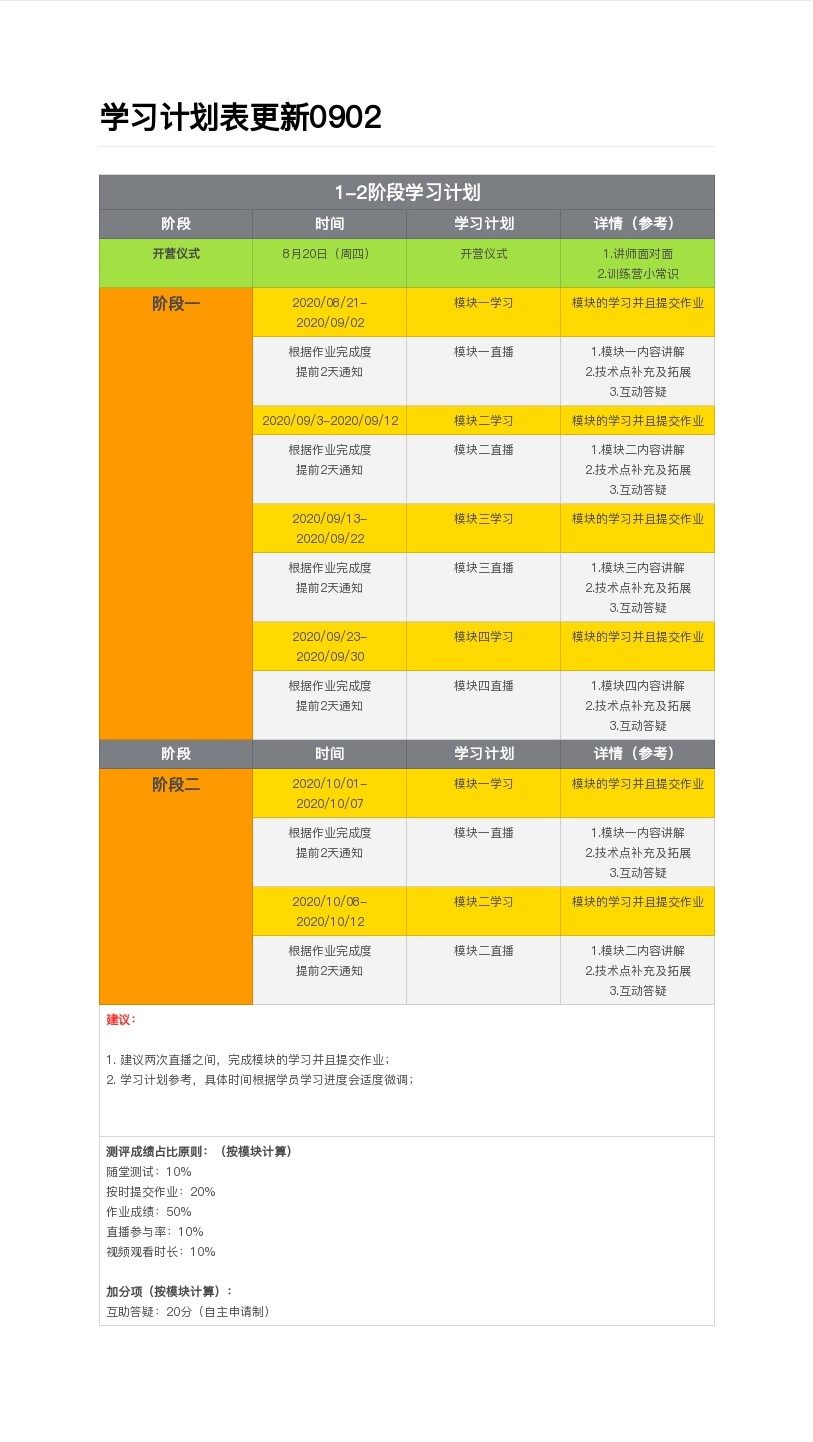 学习计划表更新0902
1-2阶段学习计划
阶段 时间 学习计划 详情（参考）
开营仪式 8月20日（周四） 开营仪式 1.讲师面对面
2.训练营小常识
阶段一 2020/08/21- 模块一学习 模块的学习并且提交作业
2020/09/02
根据作业完成度 模块一直播 1.模块一内容讲解
提前2天通知 2.技术点补充及拓展
3.互动答疑
2020/09/3-2020/09/12 模块二学习 模块的学习并且提交作业
根据作业完成度 模块二直播 1.模块二内容讲解
提前2天通知 2.技术点补充及拓展
3.互动答疑
2020/09/13- 模块三学习 模块的学习并且提交作业
2020/09/22
根据作业完成度 模块三直播 1.模块三内容讲解
提前2天通知 2.技术点补充及拓展
3.互动答疑
2020/09/23- 模块四学习 模块的学习并且提交作业
2020/09/30
根据作业完成度 模块四直播 1.模块四内容讲解
提前2天通知 2.技术点补充及拓展
3.互动答疑
阶段 时间 学习计划 详情（参考）
阶段二 2020/10/01- 模块一学习 模块的学习并且提交作业
2020/10/07
根据作业完成度 模块一直播 1.模块一内容讲解
提前2天通知 2.技术点补充及拓展
3.互动答疑
2020/10/08- 模块二学习 模块的学习并且提交作业
2020/10/12
根据作业完成度 模块二直播 1.模块二内容讲解
提前2天通知 2.技术点补充及拓展
3.互动答疑
建议：
1. 建议两次直播之间，完成模块的学习并且提交作业；
2. 学习计划参考，具体时间根据学员学习进度会适度微调；
测评成绩占比原则：（按模块计算）
随堂测试：10%
按时提交作业：20%
作业成绩：50%
直播参与率：10%
视频观看时长：10%
加分项（按模块计算）：
互助答疑：20分（自主申请制）